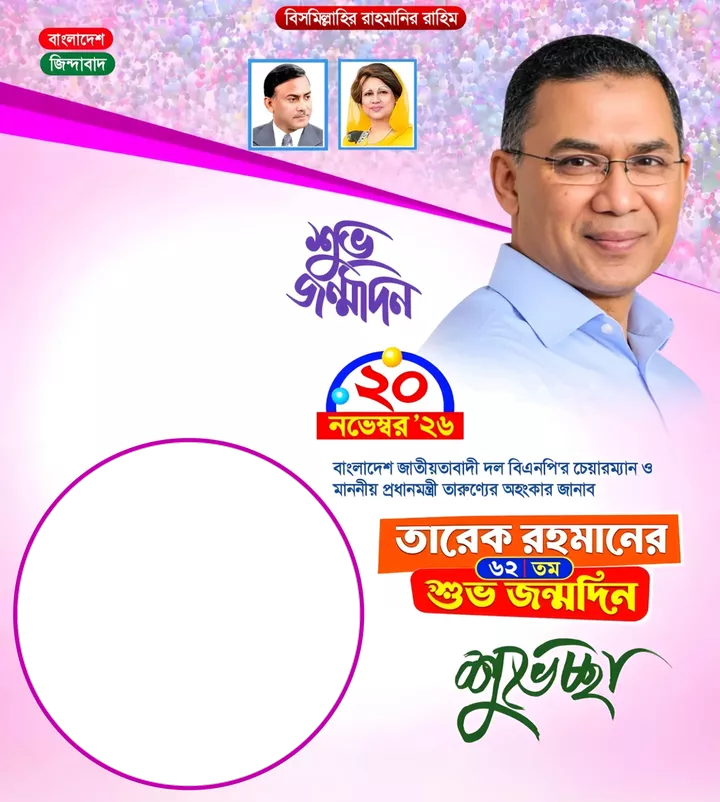 বিসমিল্লাহির রাহমানির রাহিম
বাংলাদেশ
জিন্দাবাদ
শুভ
জন্মদিন
২০
নভেম্বর '২৬
বাংলাদেশ জাতীয়তাবাদী দল বিএনপি'র চেয়ারম্যান ও
মাননীয় প্রধানমন্ত্রী তারুণ্যের অহংকার জানাব
তারেক রহমানের
৬২ তম
শুভ জন্মদিন
শুভেচ্ছা